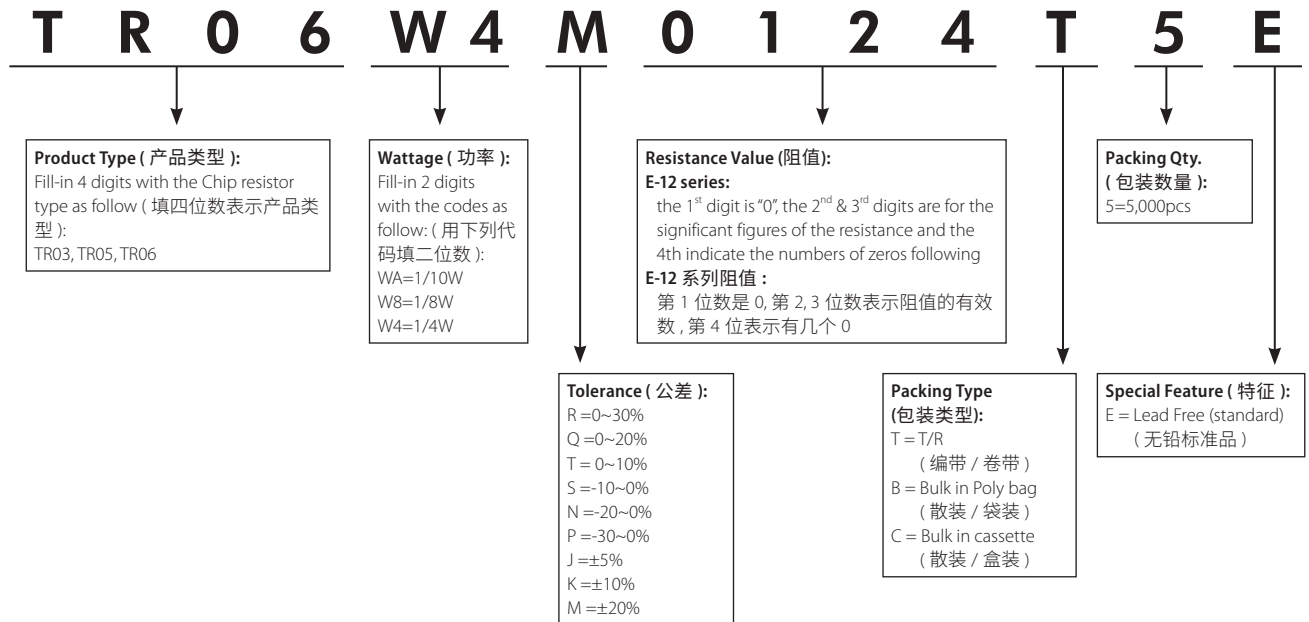 T R 0 6 W 4 M 0 1 2 4 T 5 E
Product Type ( 产品类型 ):
Fill-in 4 digits with the Chip resistor
type as follow ( 填四位数表示产品类
型 ):
TR03, TR05, TR06
Wattage ( 功率 ):
Fill-in 2 digits
with the codes as
follow: ( 用下列代
码填二位数 ):
WA=1/10W
W8=1/8W
W4=1/4W
Resistance Value (阻值):
E-12 series:
the 1st digit is "0", the 2nd & 3rd digits are for the
significant figures of the resistance and the
4th indicate the numbers of zeros following
E-12 系列阻值 :
第 1 位数是 0, 第 2, 3 位数表示阻值的有效
数 , 第 4 位表示有几个 0
Packing Qty.
( 包装数量 ):
5=5,000pcs
Tolerance ( 公差 ):
R =0~30%
Q =0~20%
T = 0~10%
S =-10~0%
N =-20~0%
P =-30~0%
J =±5%
K =±10%
M =±20%
Packing Type
(包装类型):
T = T/R
( 编带 / 卷带 )
B = Bulk in Poly bag
( 散装 / 袋装 )
C = Bulk in cassette
( 散装 / 盒装 )
Special Feature ( 特征 ):
E = Lead Free (standard)
( 无铅标准品 )